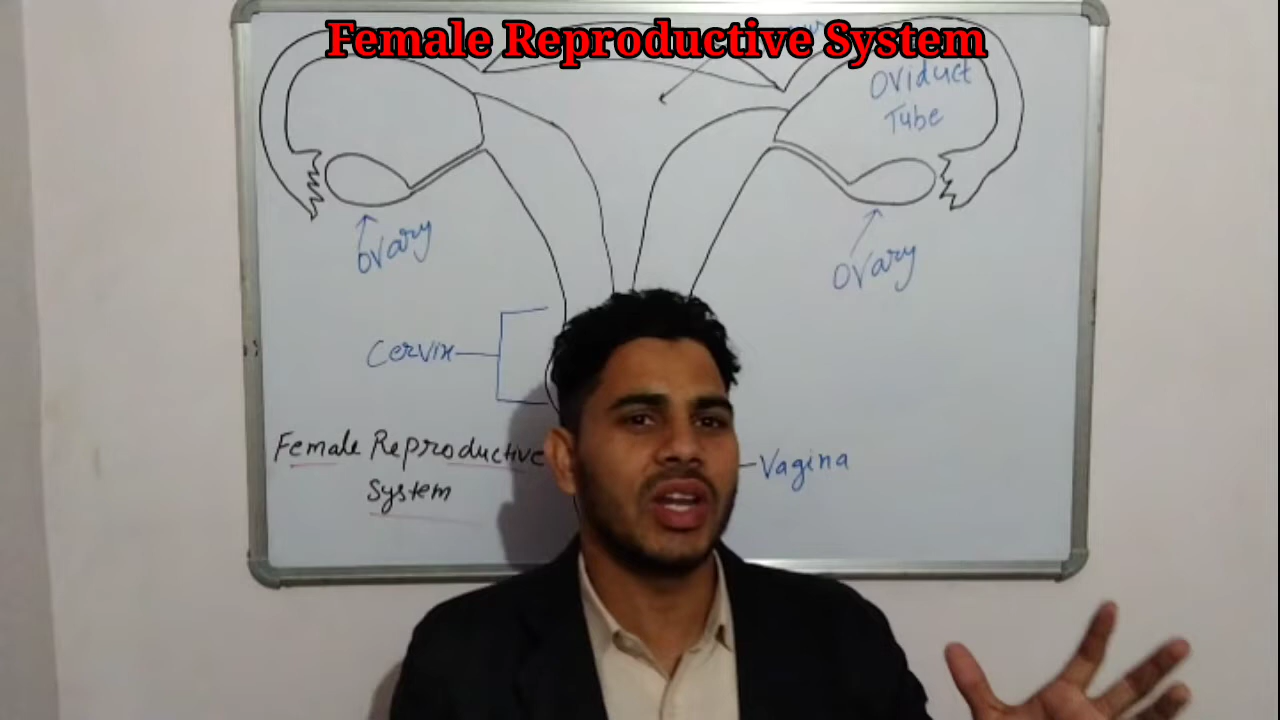 Female Reproductive System
Oviduct
Tube
Ovary
Ovary
Cervix
Female Reproductive
System
Vagina